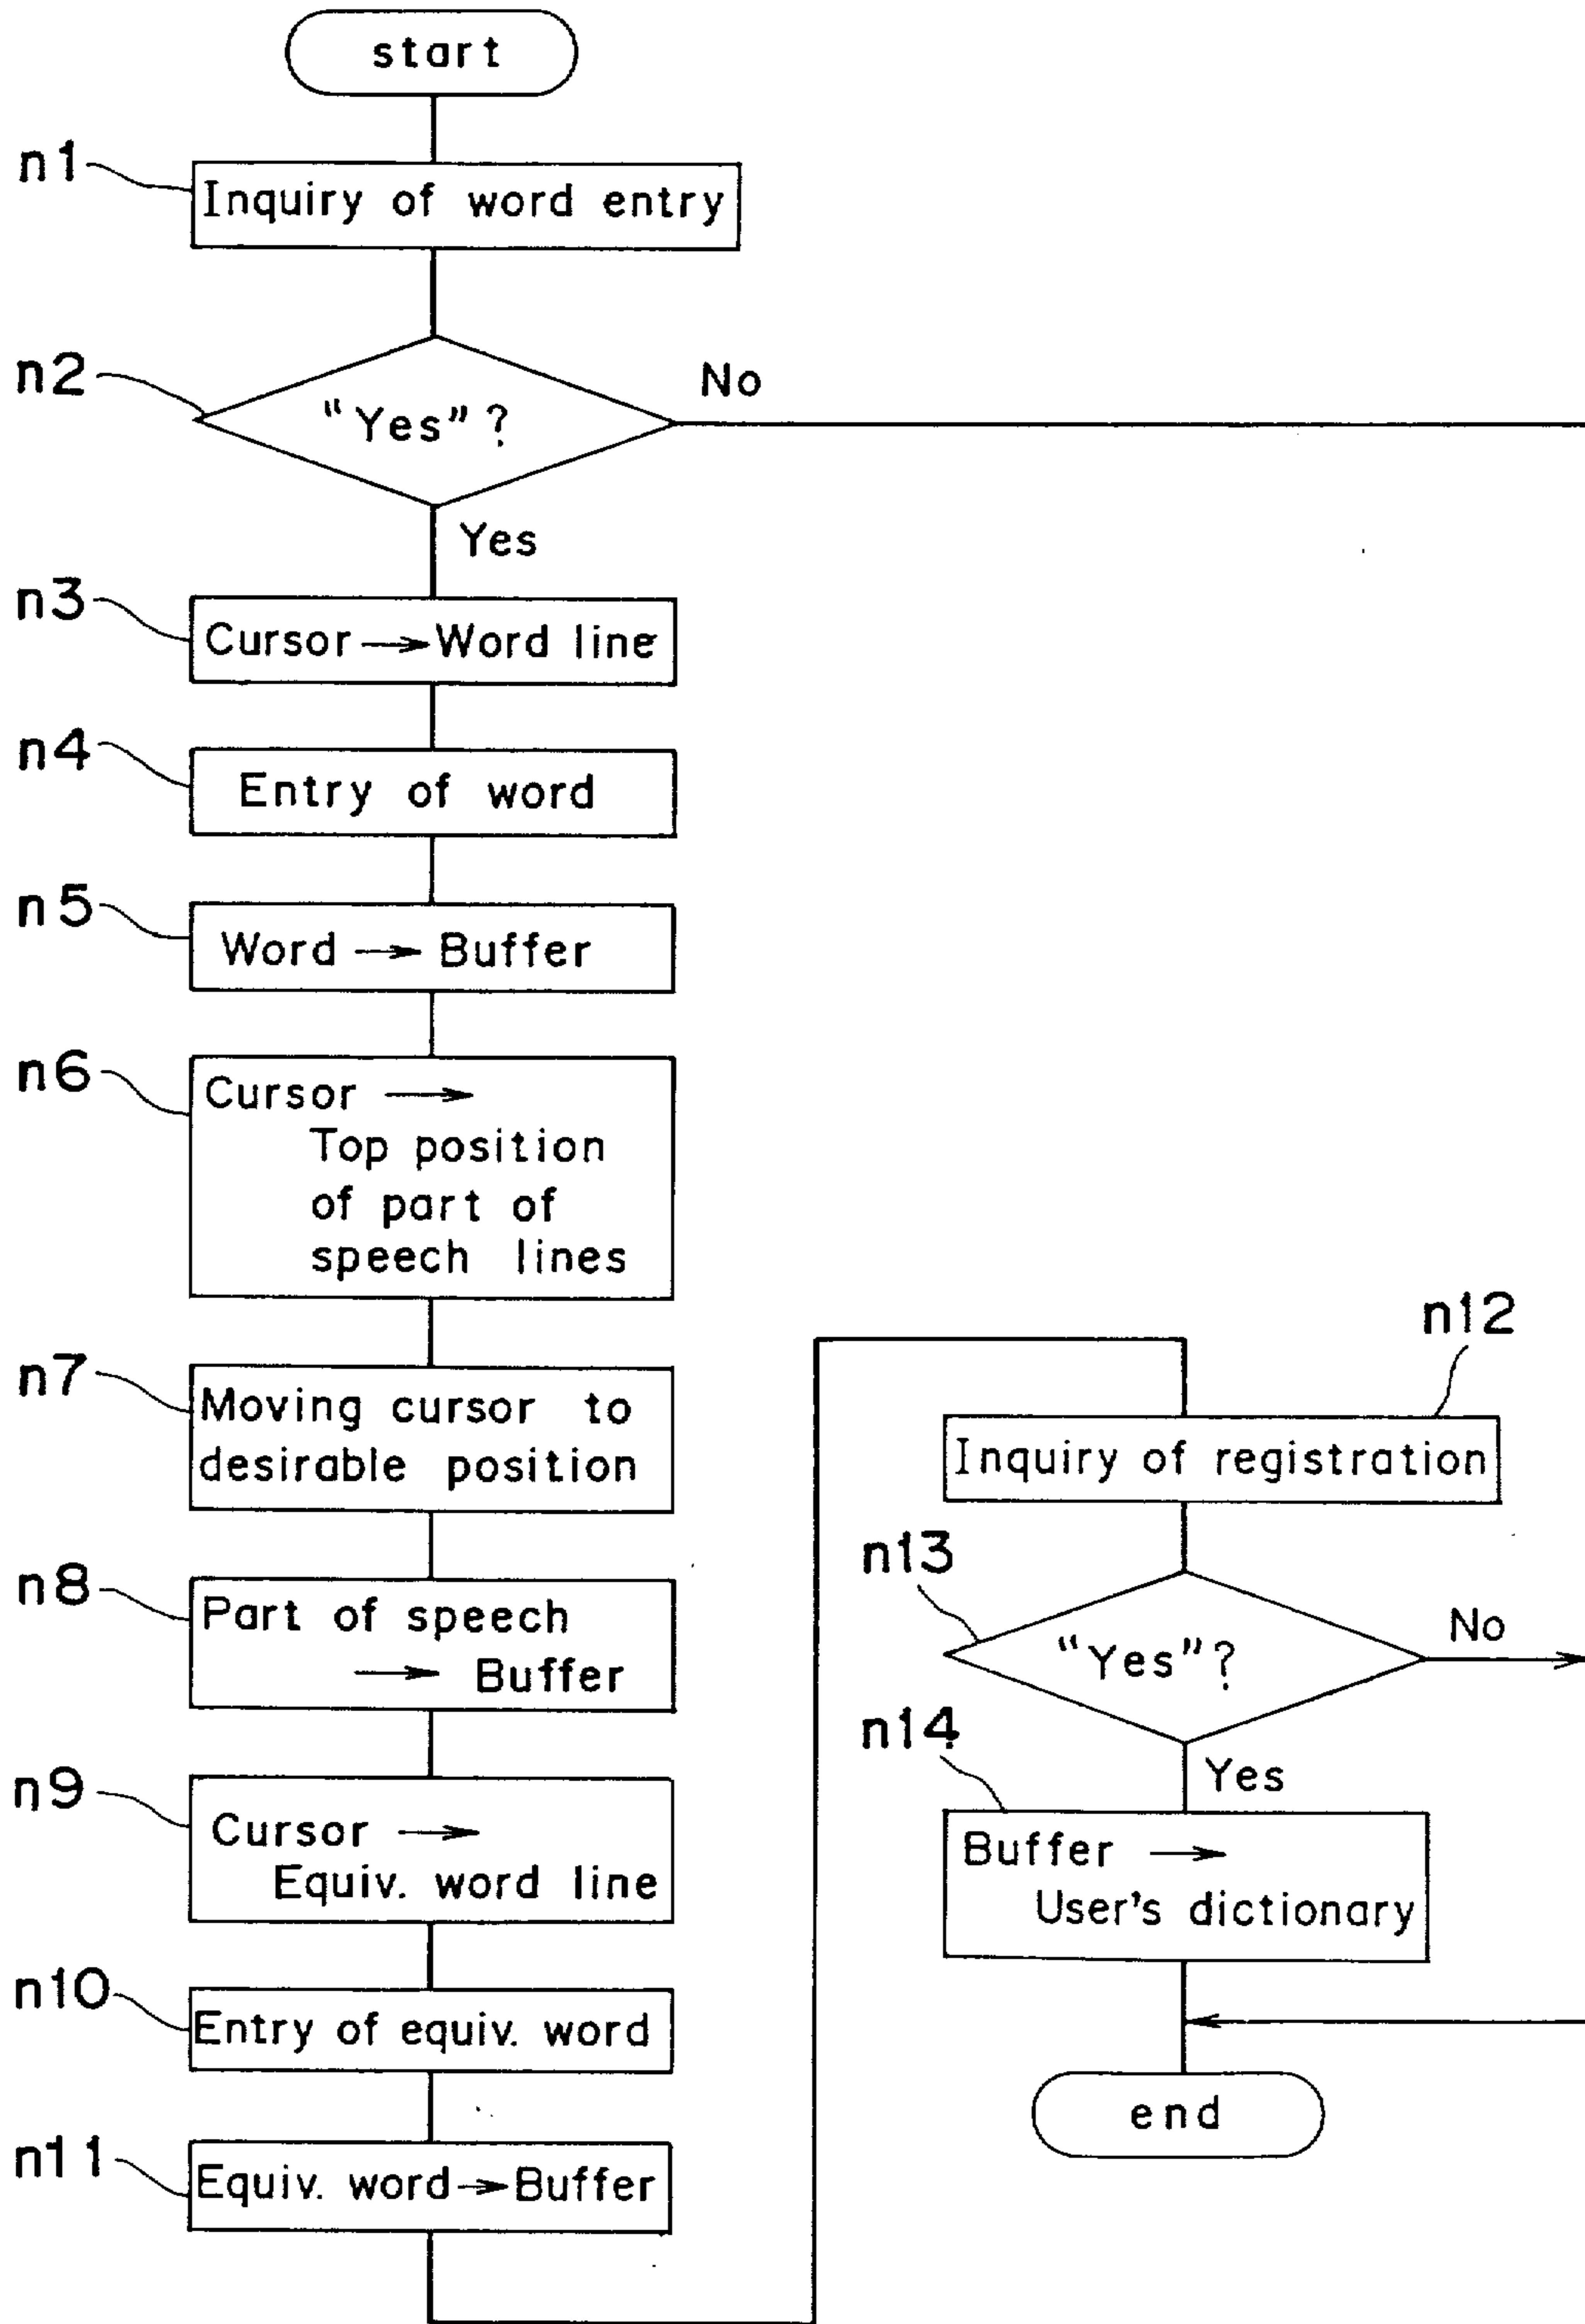 start
n1
Inquiry of word entry
n2
"Yes"?
No
Yes
n3
Cursor → Word line
n4
Entry of word
n5
Word → Buffer
n6
Cursor →
Top position
of part of
speech lines
n7
Moving cursor to
desirable position
n8
Part of speech
→ Buffer
n9
Cursor →
Equiv. word line
n10
Entry of equiv. word
n11
Equiv. word → Buffer
n12
Inquiry of registration
n13
"Yes"?
No
Yes
n14
Buffer →
User's dictionary
end